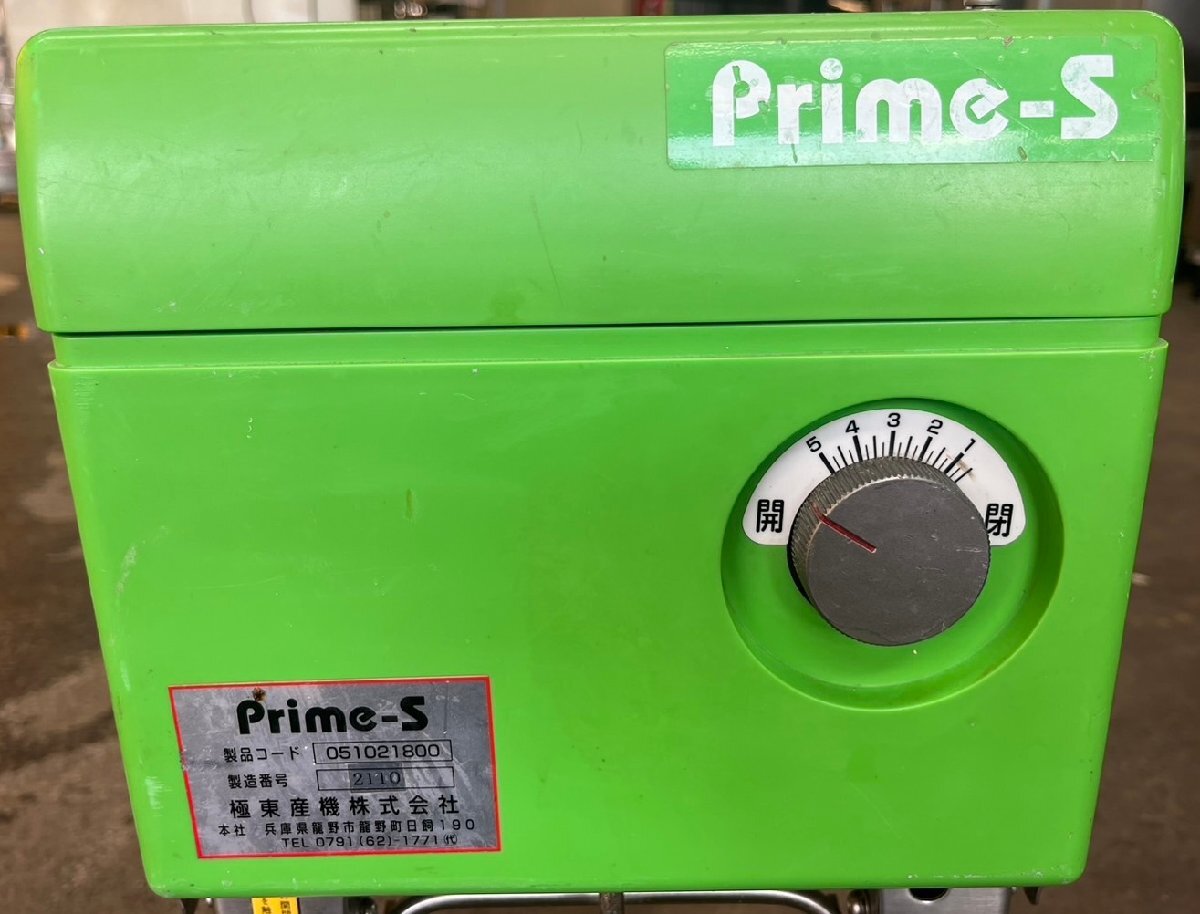 Prime-S
5 4 3 2 1
開 閉
Prime-S
製品コード 051021800
製造番号 2110
極東産機株式会社
本社 兵庫県龍野市龍野町日飼190
TEL 0791(62)-1771(代)